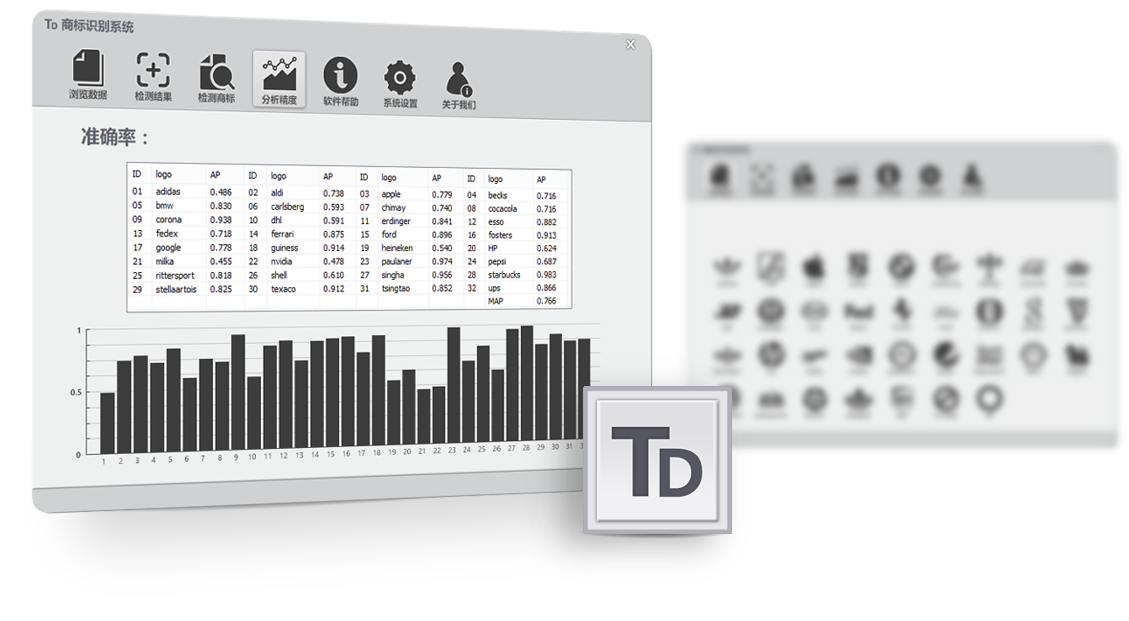 TD 商标识别系统
浏览数据 检测结果 检测商标 分析精度 软件帮助 系统设置 关于我们
准确率：
ID logo AP ID logo AP ID logo AP ID logo AP
01 adidas 0.486 02 aldi 0.738 03 apple 0.779 04 becks 0.716
05 bmw 0.830 06 carlsberg 0.593 07 chimay 0.740 08 cocacola 0.716
09 corona 0.938 10 dhl 0.591 11 erdinger 0.841 12 esso 0.882
13 fedex 0.718 14 ferrari 0.875 15 ford 0.896 16 fosters 0.913
17 google 0.778 18 guiness 0.914 19 heineken 0.540 20 HP 0.624
21 milka 0.455 22 nvidia 0.478 23 paulaner 0.974 24 pepsi 0.687
25 rittersport 0.818 26 shell 0.610 27 singha 0.956 28 starbucks 0.983
29 stellaartois 0.825 30 texaco 0.912 31 tsingtao 0.852 32 ups 0.866
MAP 0.766
1
0.5
0
1 2 3 4 5 6 7 8 9 10 11 12 13 14 15 16 17 18 19 20 21 22 23 24 25 26 27 28 29 30 31
TD